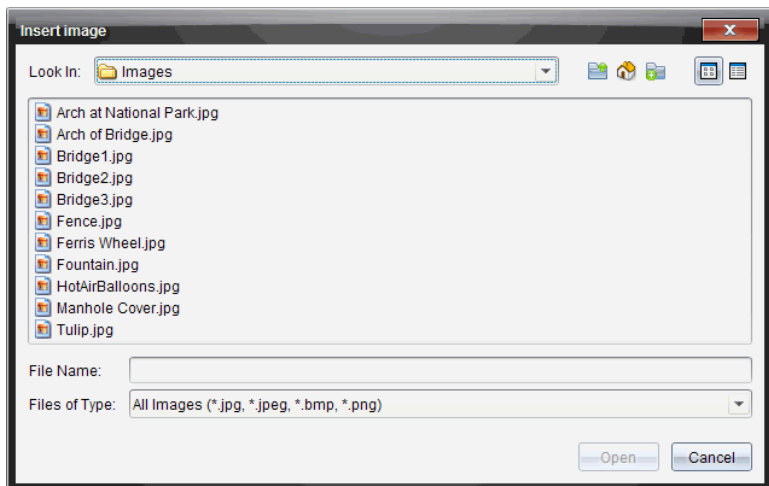 Insert image
Look In: Images
Arch at National Park.jpg
Arch of Bridge.jpg
Bridge1.jpg
Bridge2.jpg
Bridge3.jpg
Fence.jpg
Ferris Wheel.jpg
Fountain.jpg
HotAirBalloons.jpg
Manhole Cover.jpg
Tulip.jpg
File Name:
Files of Type: All Images (*.jpg, *.jpeg, *.bmp, *.png)
Open Cancel